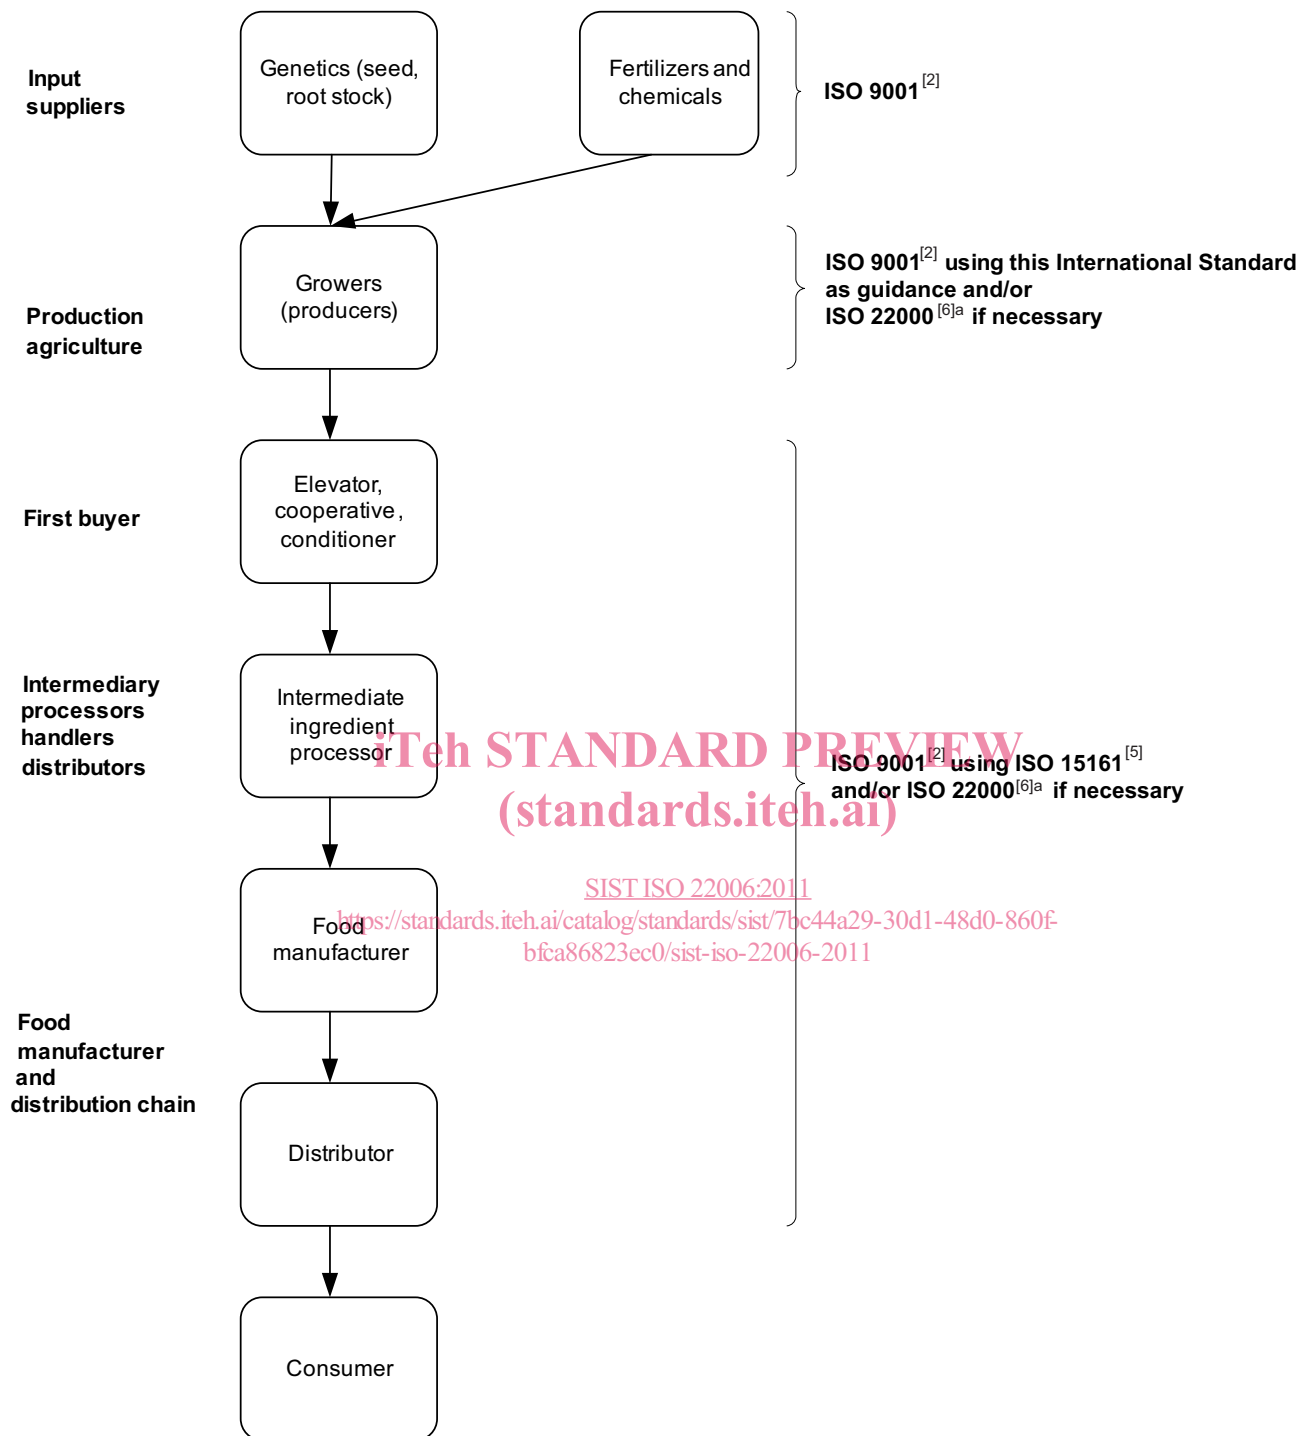 Input
suppliers
Genetics (seed,
root stock)
Fertilizers and
chemicals
ISO 9001[2]
Production
agriculture
Growers
(producers)
ISO 9001[2] using this International Standard
as guidance and/or
ISO 22000[6]a if necessary
First buyer
Elevator,
cooperative,
conditioner
Intermediary
processors
handlers
distributors
Intermediate
ingredient
processor
iTeh STANDARD PREVIEW
(standards.iteh.ai)
ISO 9001[2] using ISO 15161[5]
and/or ISO 22000[6]a if necessary
SIST ISO 22006:2011
https://standards.iteh.ai/catalog/standards/sist/7bc44a29-30d1-48d0-860f-
bfca86823ec0/sist-iso-22006-2011
Food
manufacturer
Food
manufacturer
and
distribution chain
Distributor
Consumer